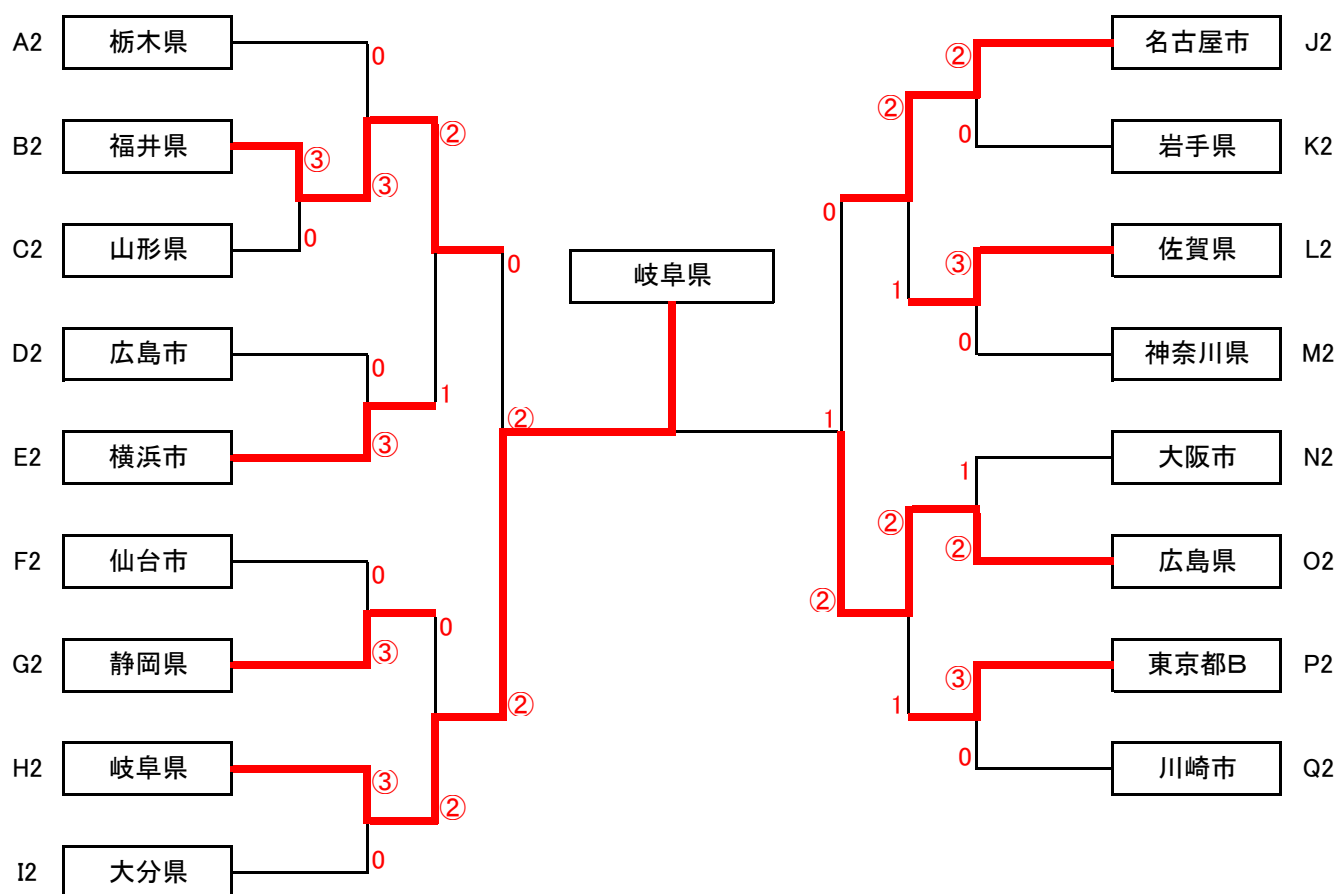 A2 栃木県 0 ② 名古屋市 J2
B2 福井県 ③ ③ ② ② 0 岩手県 K2
C2 山形県 0 0 岐阜県 0 ③ 佐賀県 L2
D2 広島市 0 1 1 0 神奈川県 M2
E2 横浜市 ③ ② 1 1 大阪市 N2
F2 仙台市 0 0 ② ② ② 広島県 O2
G2 静岡県 ③ ② 1 ③ 東京都B P2
H2 岐阜県 ③ ② 0 川崎市 Q2
I2 大分県 0